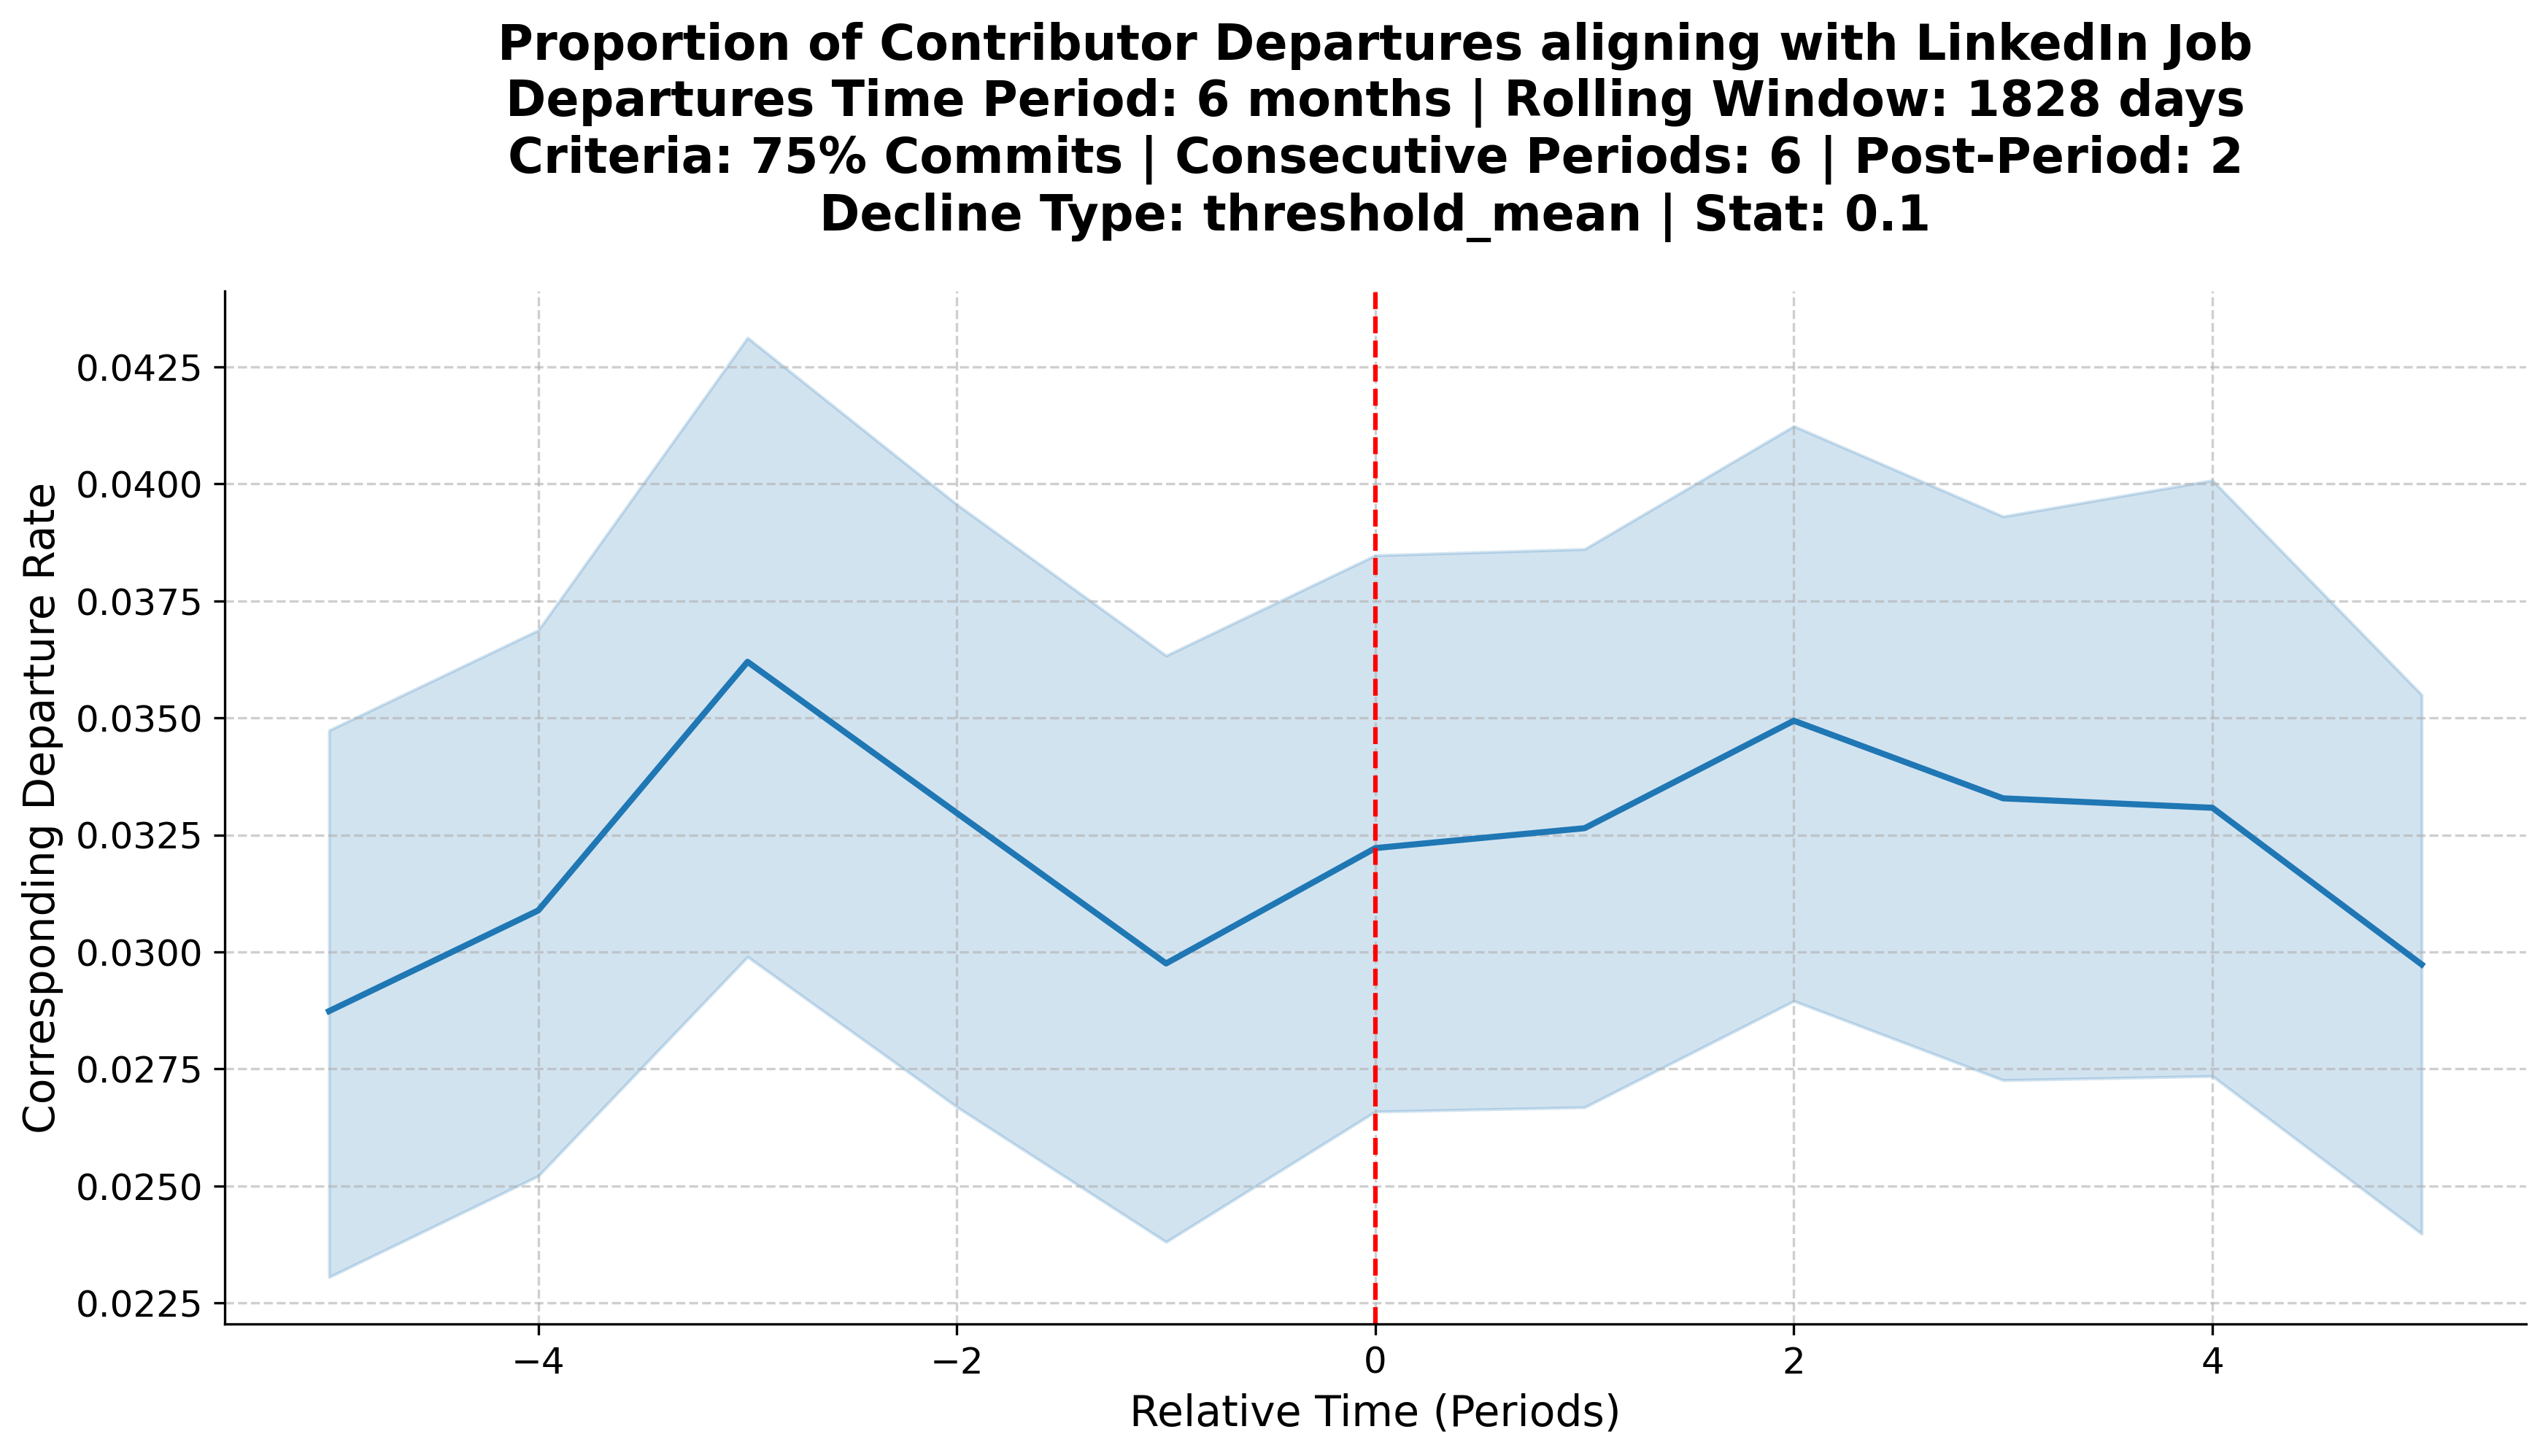 Proportion of Contributor Departures aligning with LinkedIn Job
Departures Time Period: 6 months | Rolling Window: 1828 days
Criteria: 75% Commits | Consecutive Periods: 6 | Post-Period: 2
Decline Type: threshold_mean | Stat: 0.1
Corresponding Departure Rate
0.0425
0.0400
0.0375
0.0350
0.0325
0.0300
0.0275
0.0250
0.0225
−4
−2
0
2
4
Relative Time (Periods)